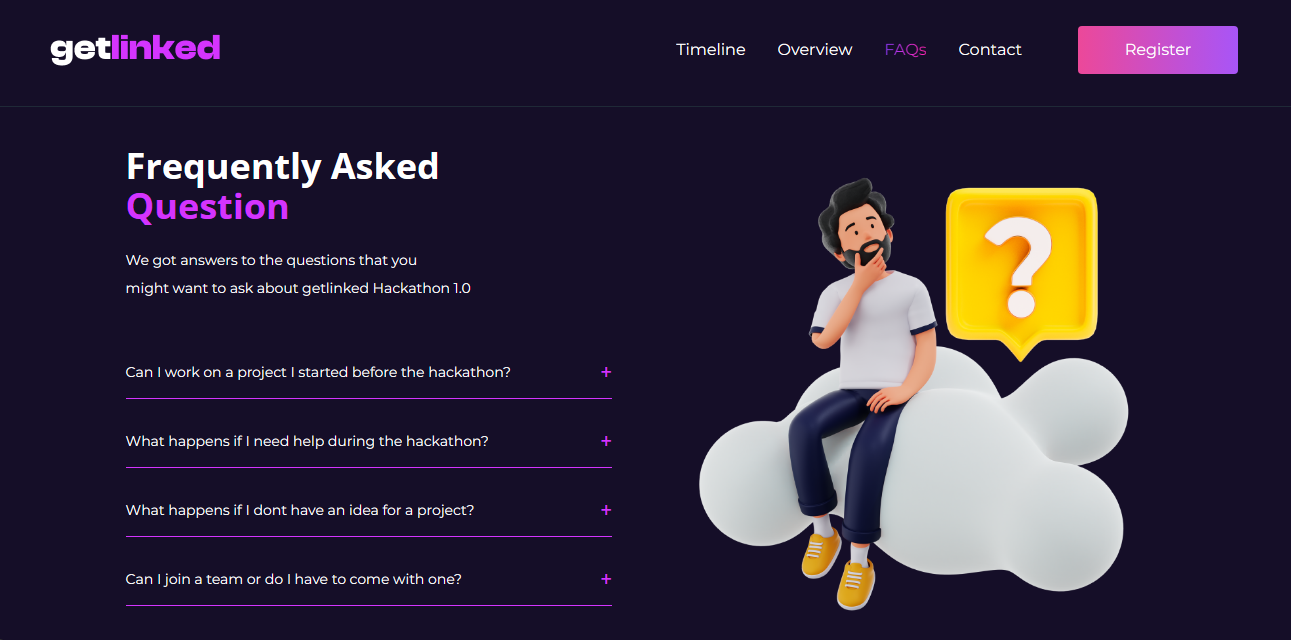 getlinked
Timeline Overview FAQs Contact Register
Frequently Asked
Question
We got answers to the questions that you
might want to ask about getlinked Hackathon 1.0
Can I work on a project I started before the hackathon? +
What happens if I need help during the hackathon? +
What happens if I dont have an idea for a project? +
Can I join a team or do I have to come with one? +
?